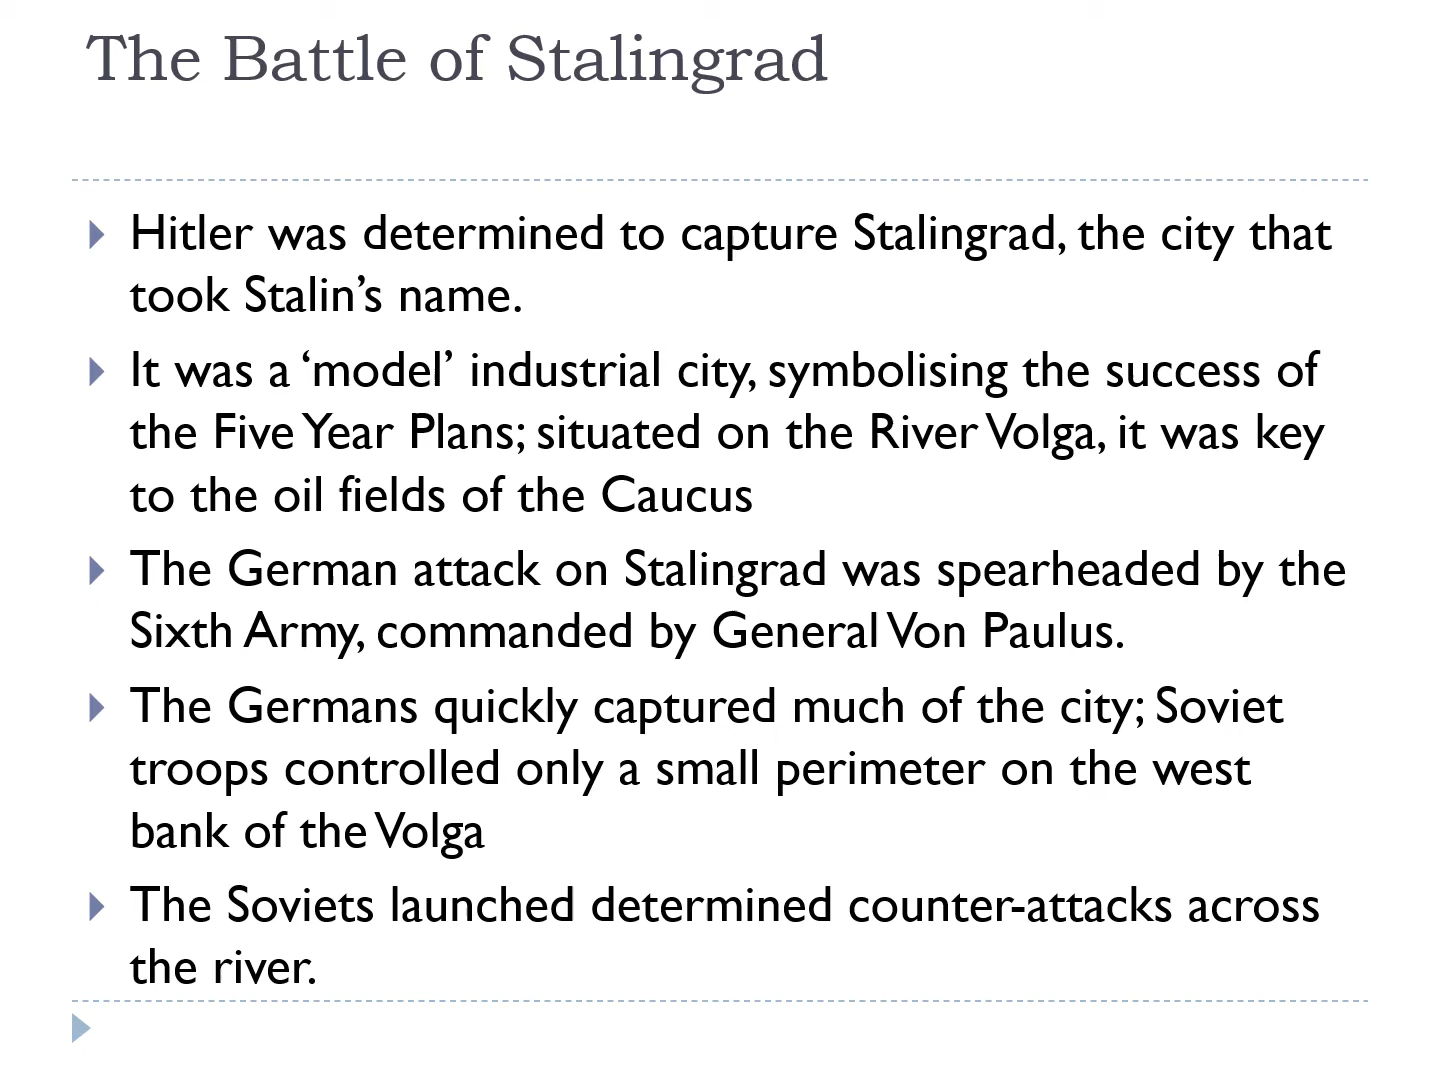 The Battle of Stalingrad
Hitler was determined to capture Stalingrad, the city that
took Stalin’s name.
It was a ‘model’ industrial city, symbolising the success of
the Five Year Plans; situated on the River Volga, it was key
to the oil fields of the Caucus
The German attack on Stalingrad was spearheaded by the
Sixth Army, commanded by General Von Paulus.
The Germans quickly captured much of the city; Soviet
troops controlled only a small perimeter on the west
bank of the Volga
The Soviets launched determined counter-attacks across
the river.